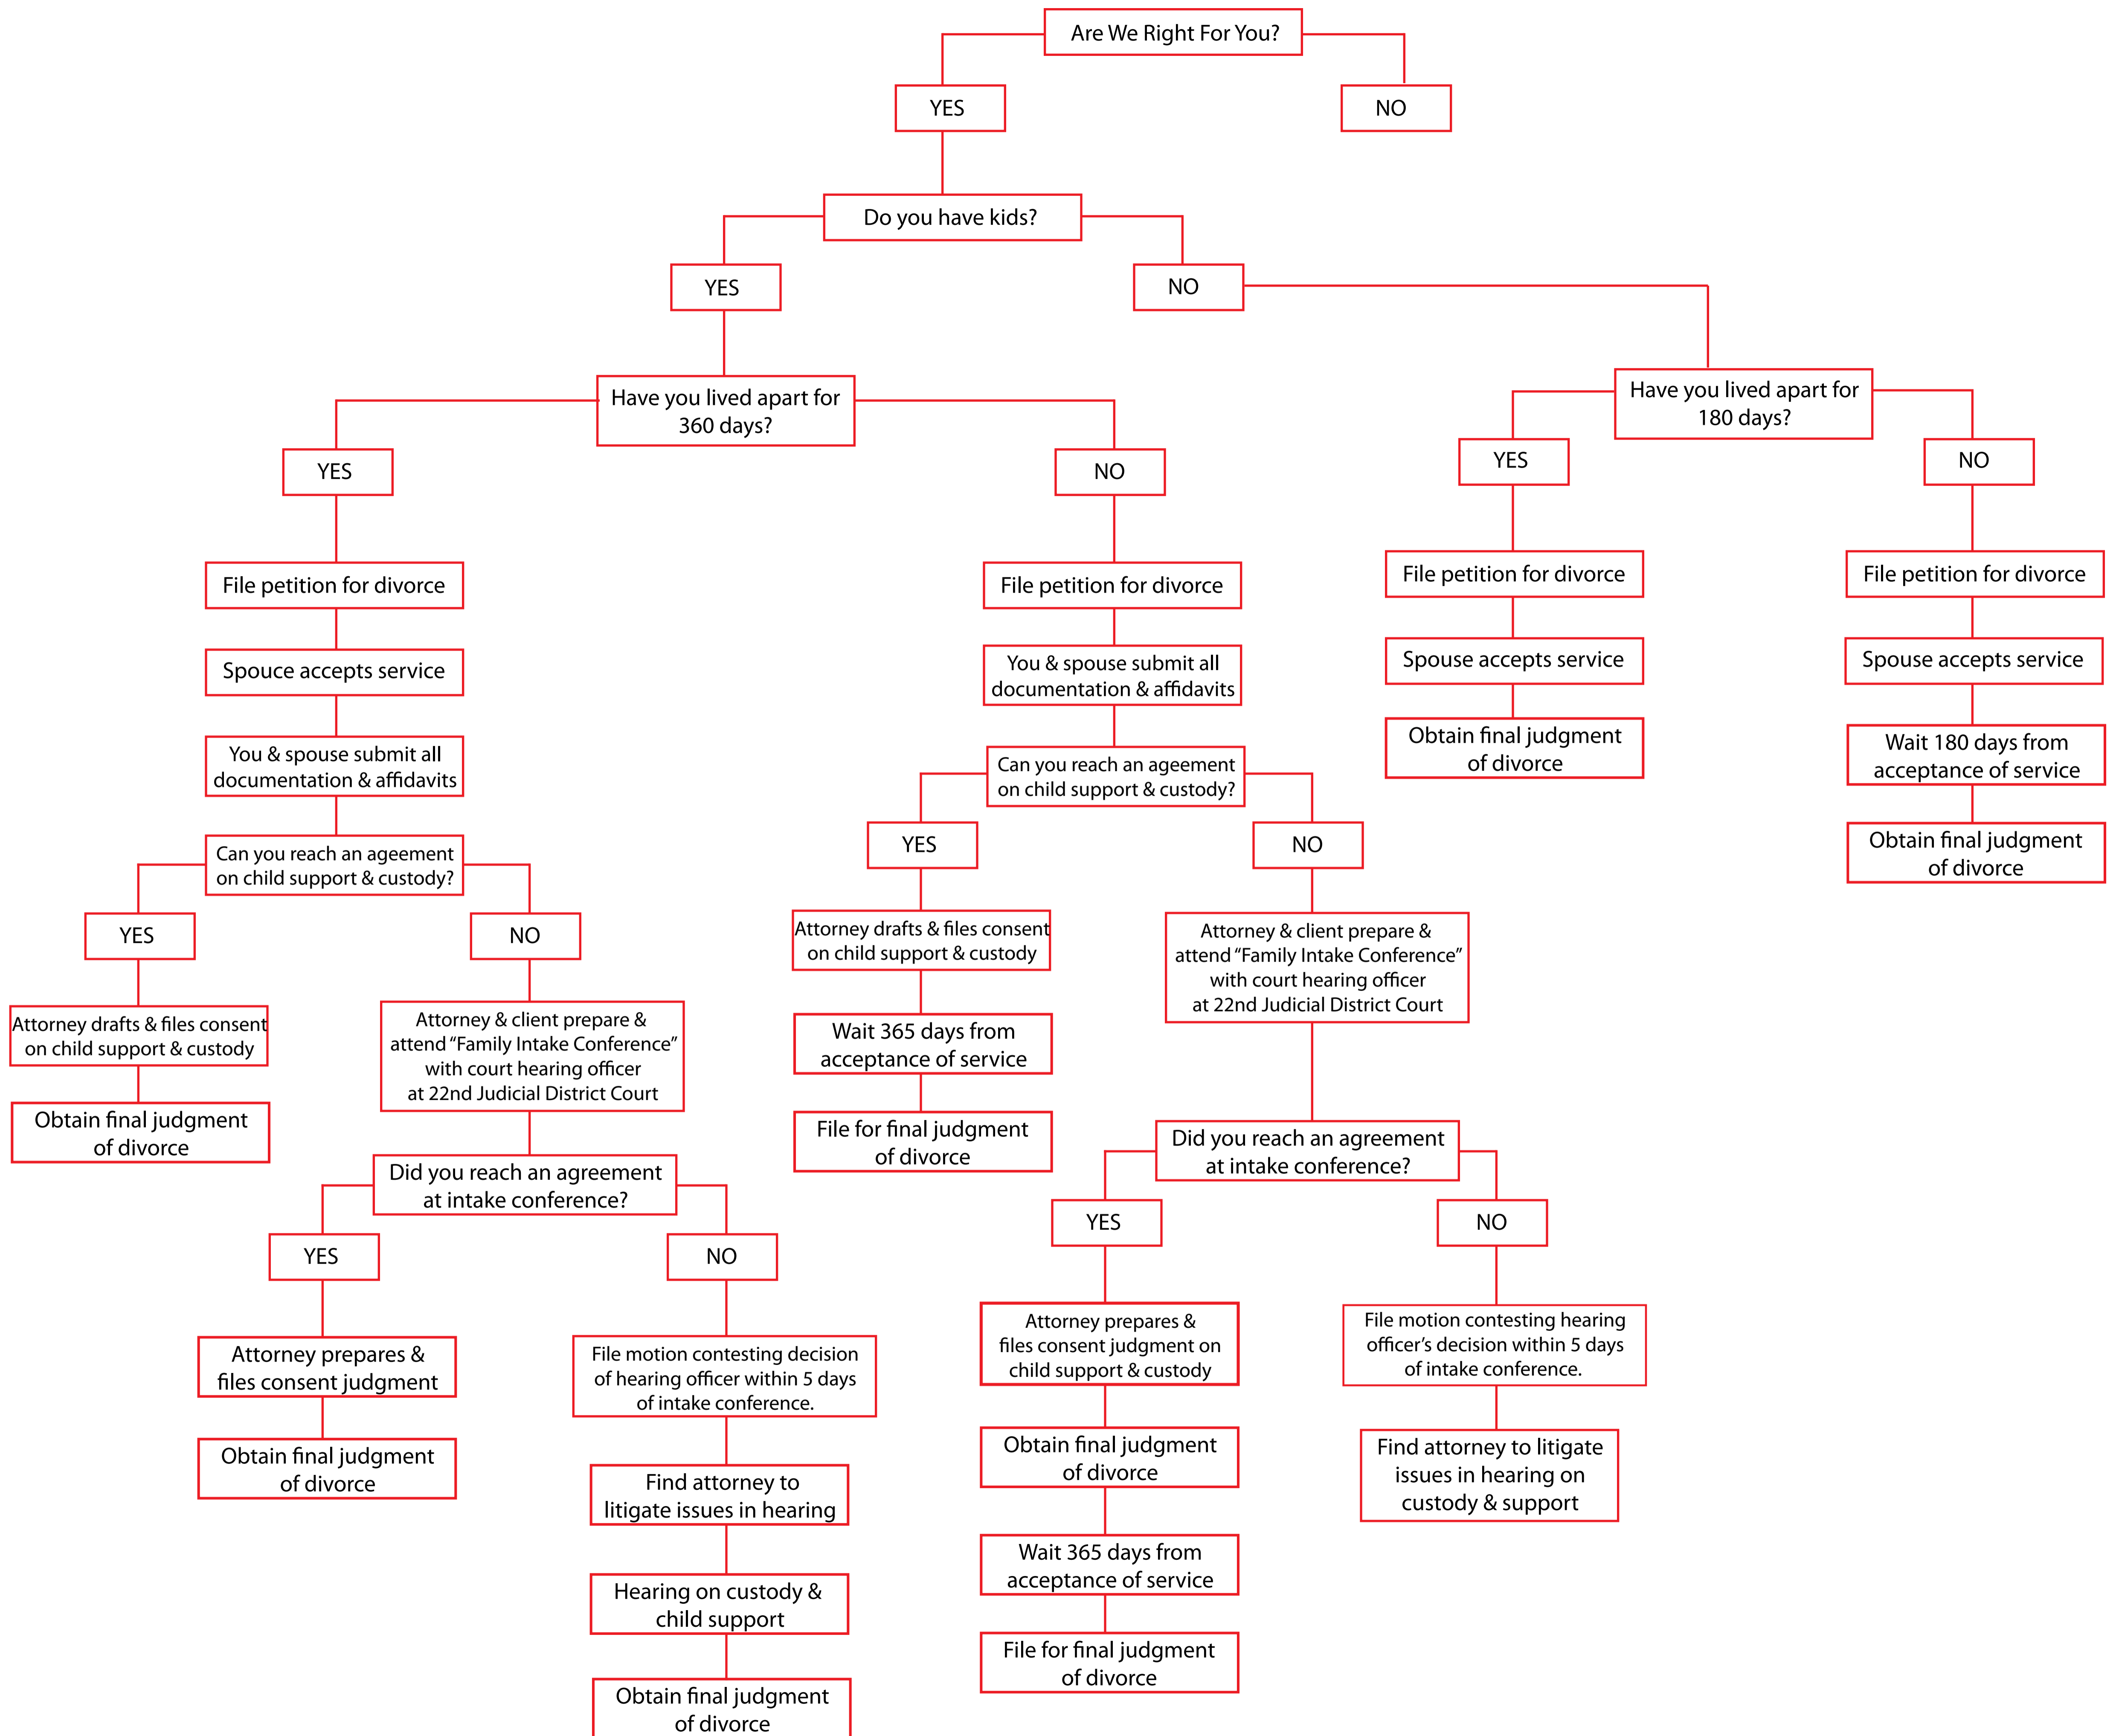 Are We Right For You?
YES
NO
Do you have kids?
YES
NO
Have you lived apart for
360 days?
YES
File petition for divorce
Spouce accepts service
You & spouse submit all
documentation & affidavits
Can you reach an ageement
on child support & custody?
YES
Attorney drafts & files consent
on child support & custody
Obtain final judgment
of divorce
NO
Attorney & client prepare &
attend “Family Intake Conference”
with court hearing officer
at 22nd Judicial District Court
Did you reach an agreement
at intake conference?
YES
Attorney prepares &
files consent judgment
Obtain final judgment
of divorce
NO
File motion contesting decision
of hearing officer within 5 days
of intake conference.
Find attorney to
litigate issues in hearing
Hearing on custody &
child support
Obtain final judgment
of divorce
NO
File petition for divorce
You & spouse submit all
documentation & affidavits
Can you reach an ageement
on child support & custody?
YES
Attorney drafts & files consent
on child support & custody
Wait 365 days from
acceptance of service
File for final judgment
of divorce
NO
Attorney & client prepare &
attend “Family Intake Conference”
with court hearing officer
at 22nd Judicial District Court
Did you reach an agreement
at intake conference?
YES
Attorney prepares &
files consent judgment on
child support & custody
Obtain final judgment
of divorce
Wait 365 days from
acceptance of service
File for final judgment
of divorce
NO
File motion contesting hearing
officer’s decision within 5 days
of intake conference.
Find attorney to litigate
issues in hearing on
custody & support
Have you lived apart for
180 days?
YES
File petition for divorce
Spouse accepts service
Obtain final judgment
of divorce
NO
File petition for divorce
Spouse accepts service
Wait 180 days from
acceptance of service
Obtain final judgment
of divorce